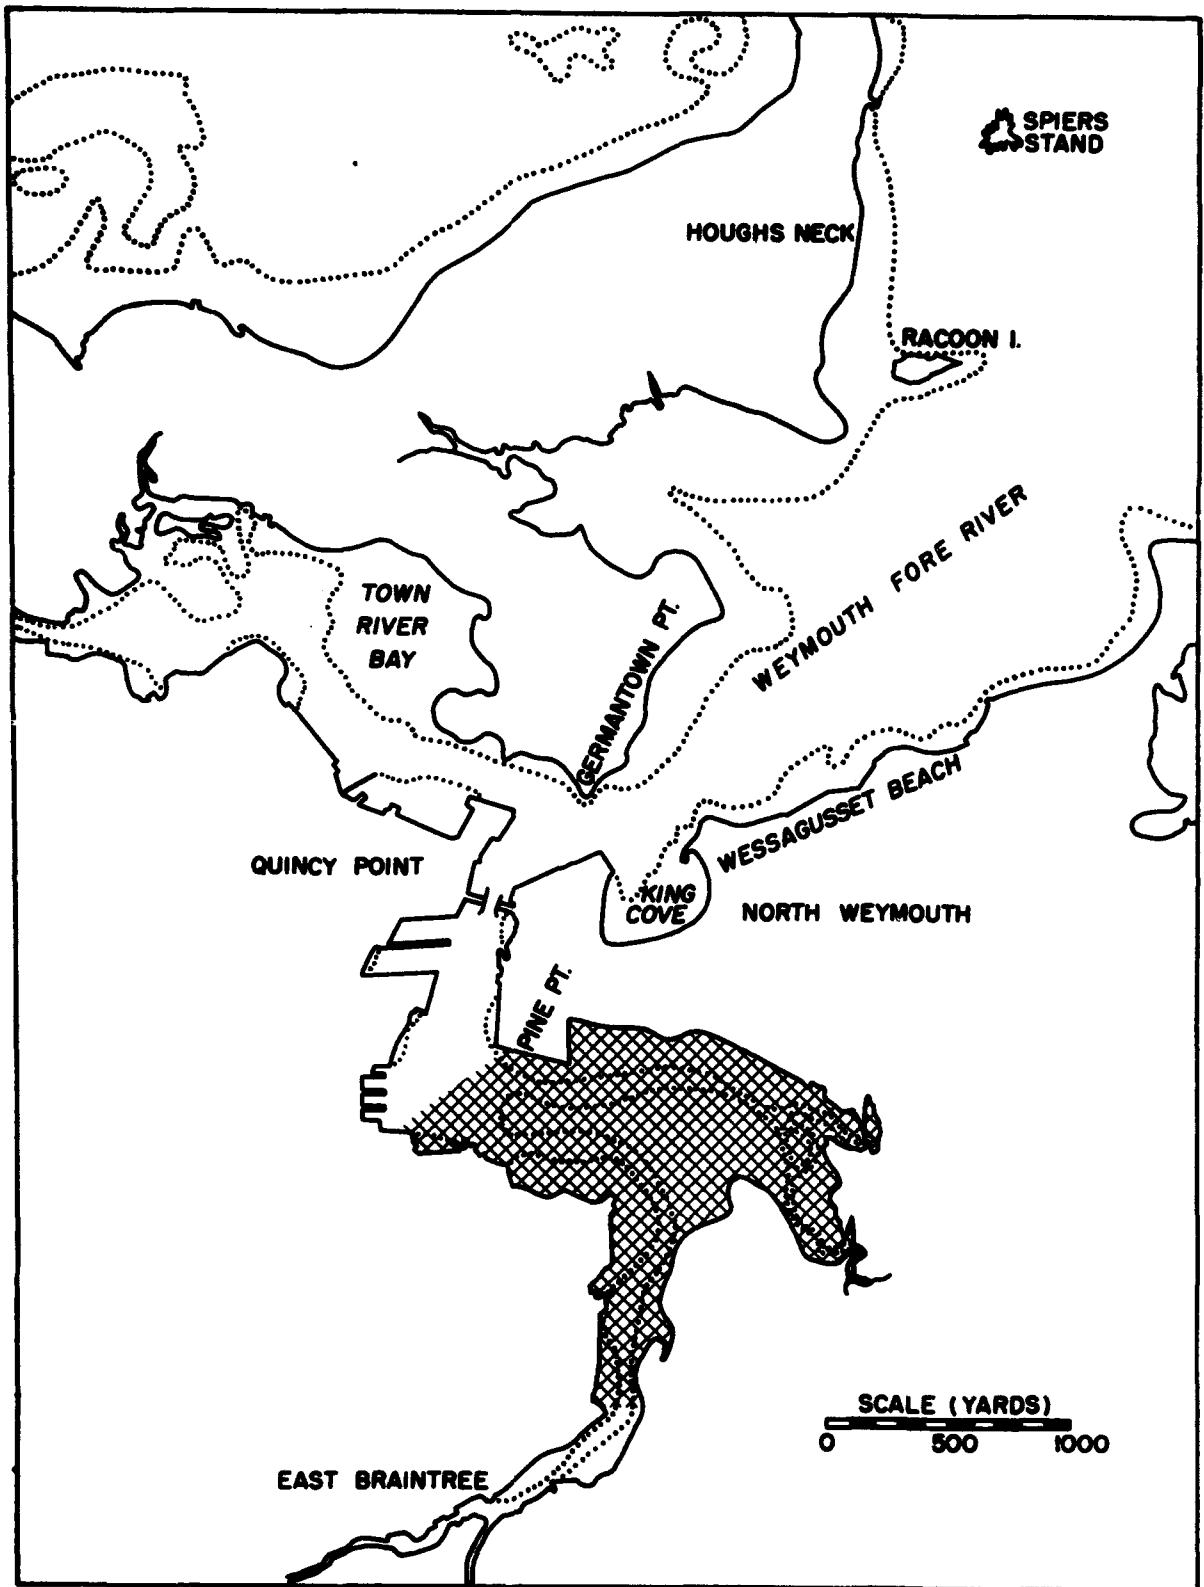 SPIERS
STAND
HOUGHS NECK
RACOON I.
WEYMOUTH FORE RIVER
TOWN
RIVER
BAY
GERMANTOWN PT.
WESSAGUSSET BEACH
QUINCY POINT
KING
COVE
NORTH WEYMOUTH
PINE PT.
SCALE (YARDS)
0 500 1000
EAST BRAINTREE